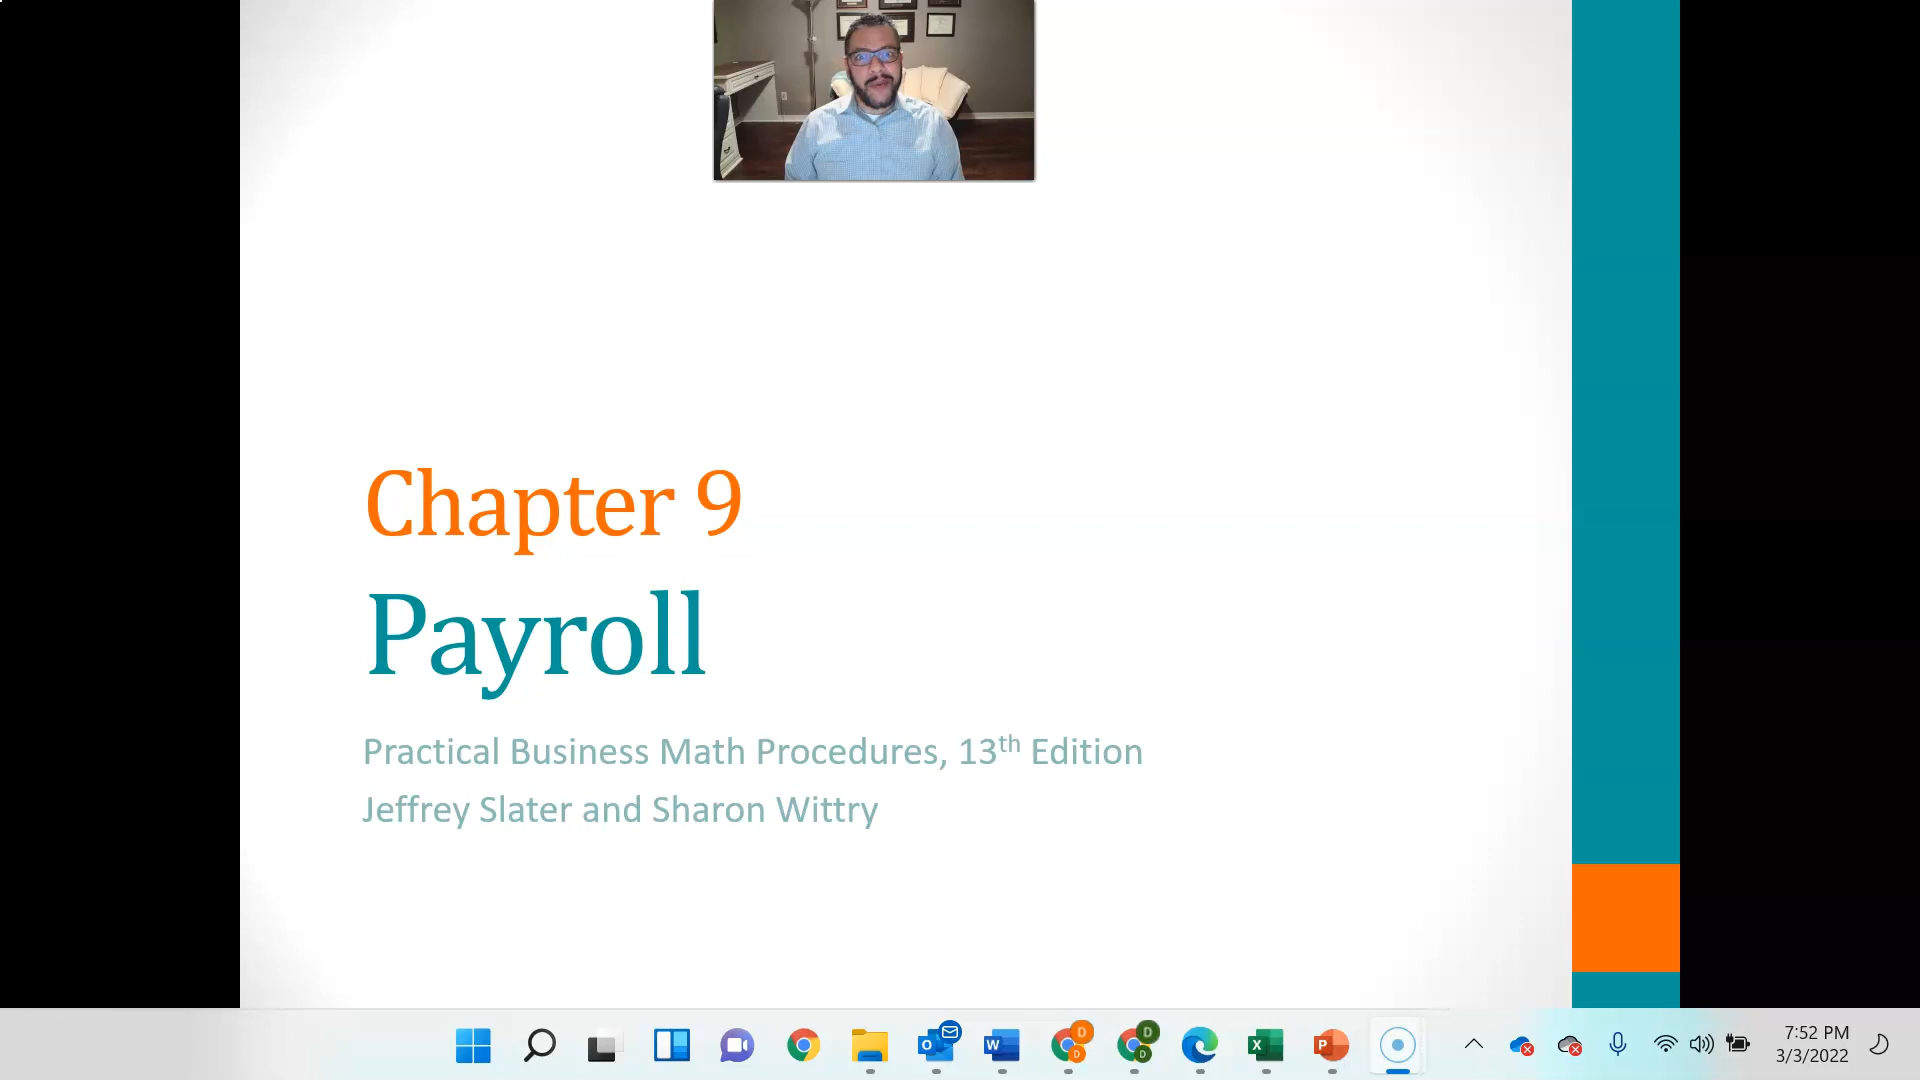 Chapter 9
Payroll
Practical Business Math Procedures, 13th Edition
Jeffrey Slater and Sharon Wittry
7:52 PM
3/3/2022